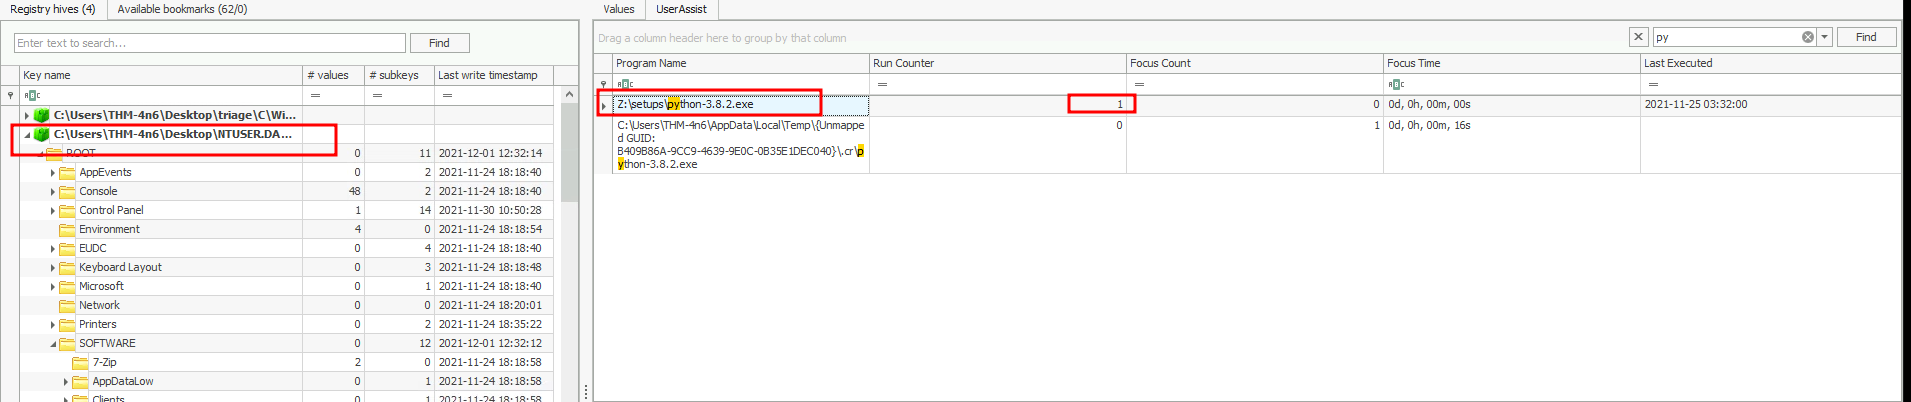 Registry hives (4) Available bookmarks (62/0)
Enter text to search... Find
Key name # values # subkeys Last write timestamp
ABC = = =
C:\Users\THM-4n6\Desktop\triage\C\Wi...
C:\Users\THM-4n6\Desktop\NTUSER.DA...
ROOT 0 11 2021-12-01 12:32:14
AppEvents 0 2 2021-11-24 18:18:40
Console 48 2 2021-11-24 18:18:40
Control Panel 1 14 2021-11-30 10:50:28
Environment 4 0 2021-11-24 18:18:54
EUDC 0 4 2021-11-24 18:18:40
Keyboard Layout 0 3 2021-11-24 18:18:48
Microsoft 0 1 2021-11-24 18:18:40
Network 0 0 2021-11-24 18:20:01
Printers 0 2 2021-11-24 18:35:22
SOFTWARE 0 12 2021-12-01 12:32:12
7-Zip 2 0 2021-11-24 18:18:58
AppDataLow 0 1 2021-11-24 18:18:58
Clients 0 1 2021-11-24 18:18:58
Values UserAssist
Drag a column header here to group by that column
py Find
Program Name Run Counter Focus Count Focus Time Last Executed
ABC = = ABC =
Z:\setups\python-3.8.2.exe 1 0 0d, 0h, 00m, 00s 2021-11-25 03:32:00
C:\Users\THM-4n6\AppData\Local\Temp\{Unmappe 0 1 0d, 0h, 00m, 16s
d GUID:
B409B86A-9CC9-4639-9E0C-0B35E1DEC040}\.cr\p
ython-3.8.2.exe